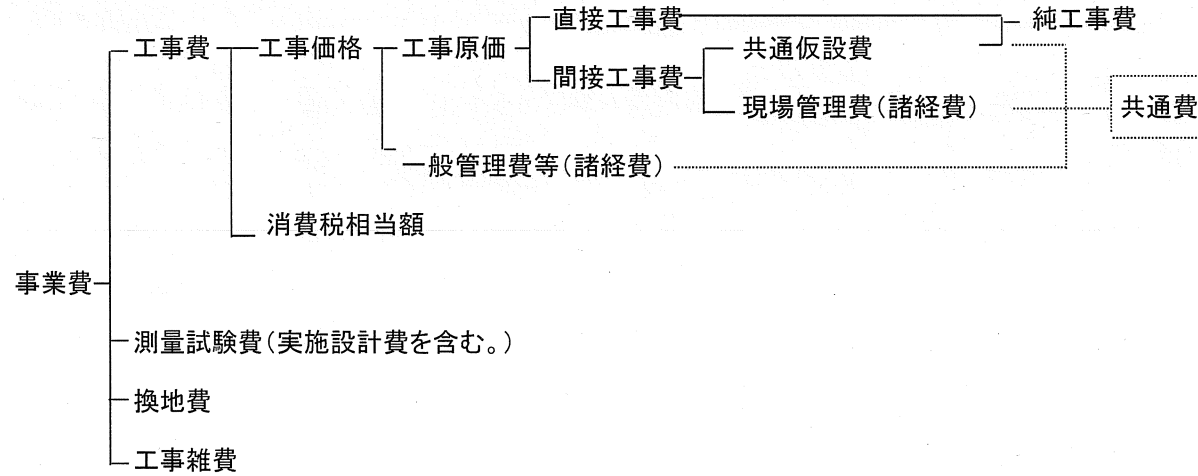 直接工事費 純工事費
工事費 工事価格 工事原価 共通仮設費
間接工事費
現場管理費(諸経費) 共通費
一般管理費等(諸経費)
消費税相当額
事業費
測量試験費(実施設計費を含む。)
換地費
工事雑費